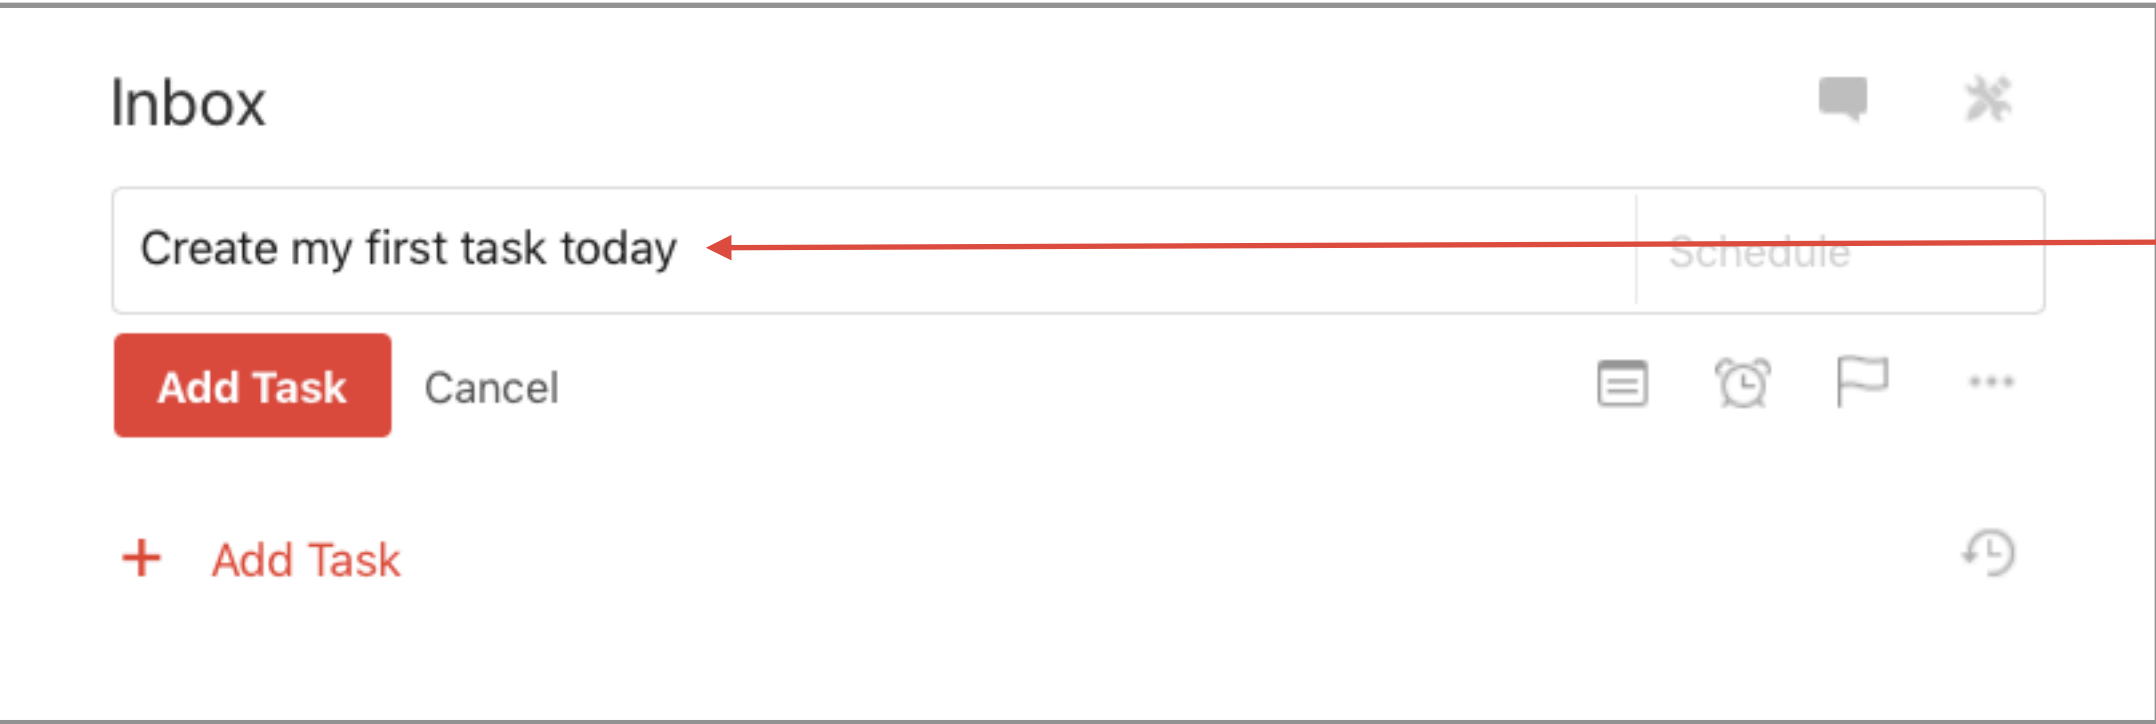 Inbox
Create my first task today Schedule
Add Task Cancel
+ Add Task